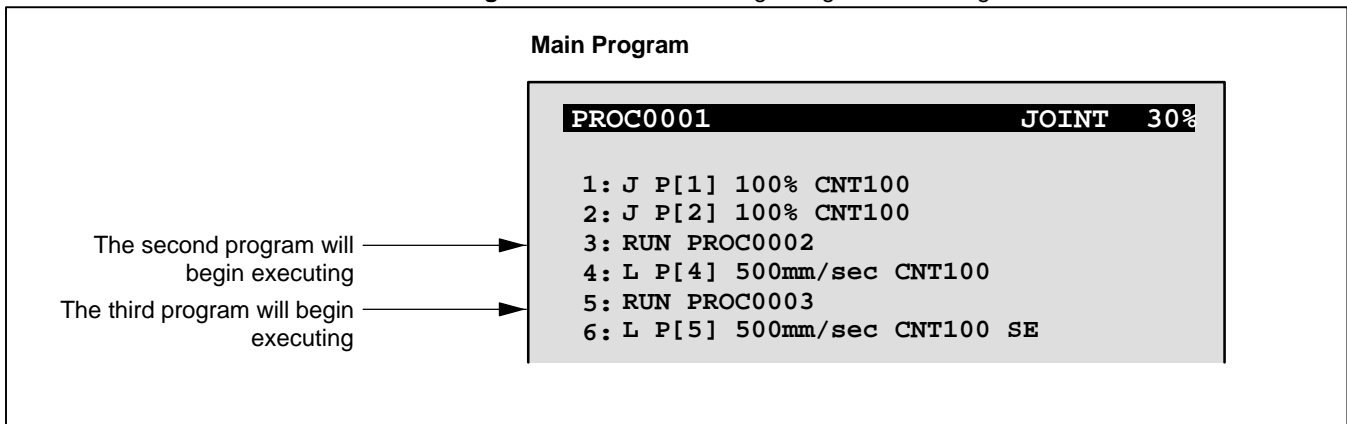 Main Program
PROC0001 JOINT 30%
1: J P[1] 100% CNT100
2: J P[2] 100% CNT100
3: RUN PROC0002
4: L P[4] 500mm/sec CNT100
5: RUN PROC0003
6: L P[5] 500mm/sec CNT100 SE
The second program will
begin executing
The third program will begin
executing